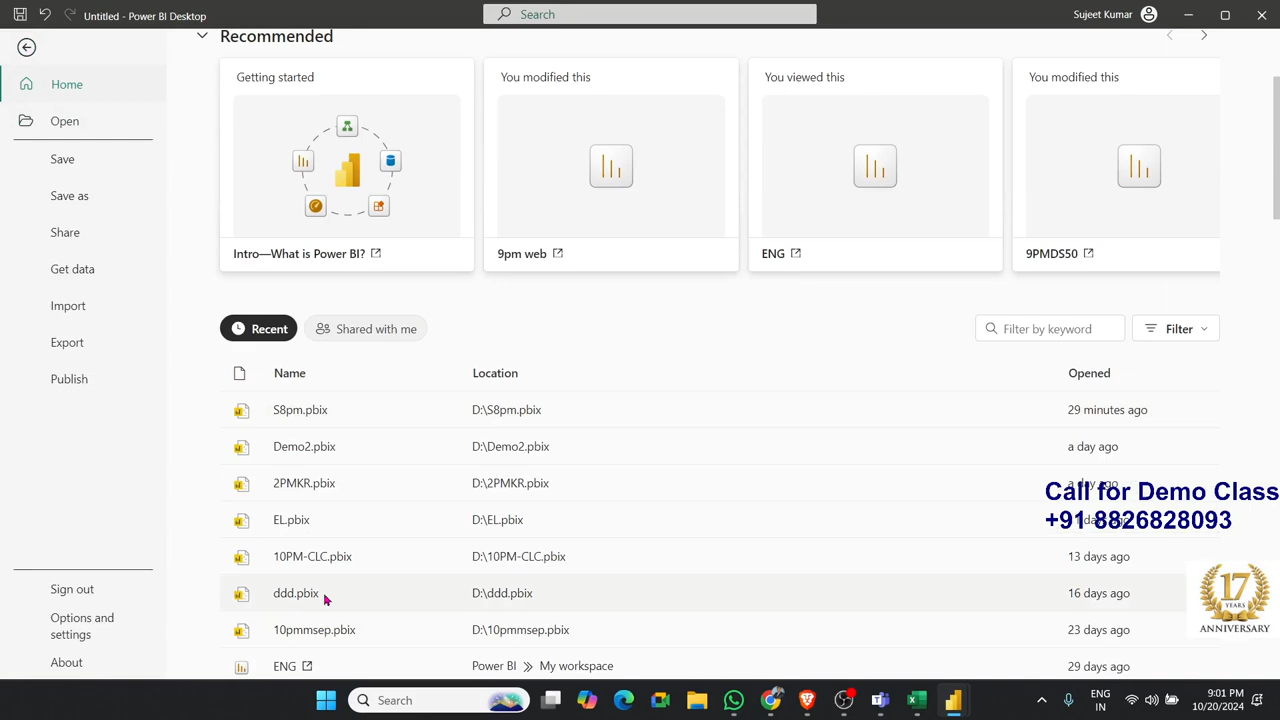 Untitled - Power BI Desktop
Search
Sujeet Kumar
Home
Open
Save
Save as
Share
Get data
Import
Export
Publish
Sign out
Options and
settings
About
Recommended
Getting started
You modified this
You viewed this
You modified this
Intro—What is Power BI?
9pm web
ENG
9PMDS50
Recent
Shared with me
Filter by keyword
Filter
Name Location Opened
S8pm.pbix D:\S8pm.pbix 29 minutes ago
Demo2.pbix D:\Demo2.pbix a day ago
2PMKR.pbix D:\2PMKR.pbix a day ago
EL.pbix D:\EL.pbix days ago
10PM-CLC.pbix D:\10PM-CLC.pbix 13 days ago
ddd.pbix D:\ddd.pbix 16 days ago
10pmmsep.pbix D:\10pmmsep.pbix 23 days ago
ENG Power BI » My workspace 29 days ago
Call for Demo Class
+91 8826828093
17
YEARS
ANNIVERSARY
Search
ENG
IN
9:01 PM
10/20/2024